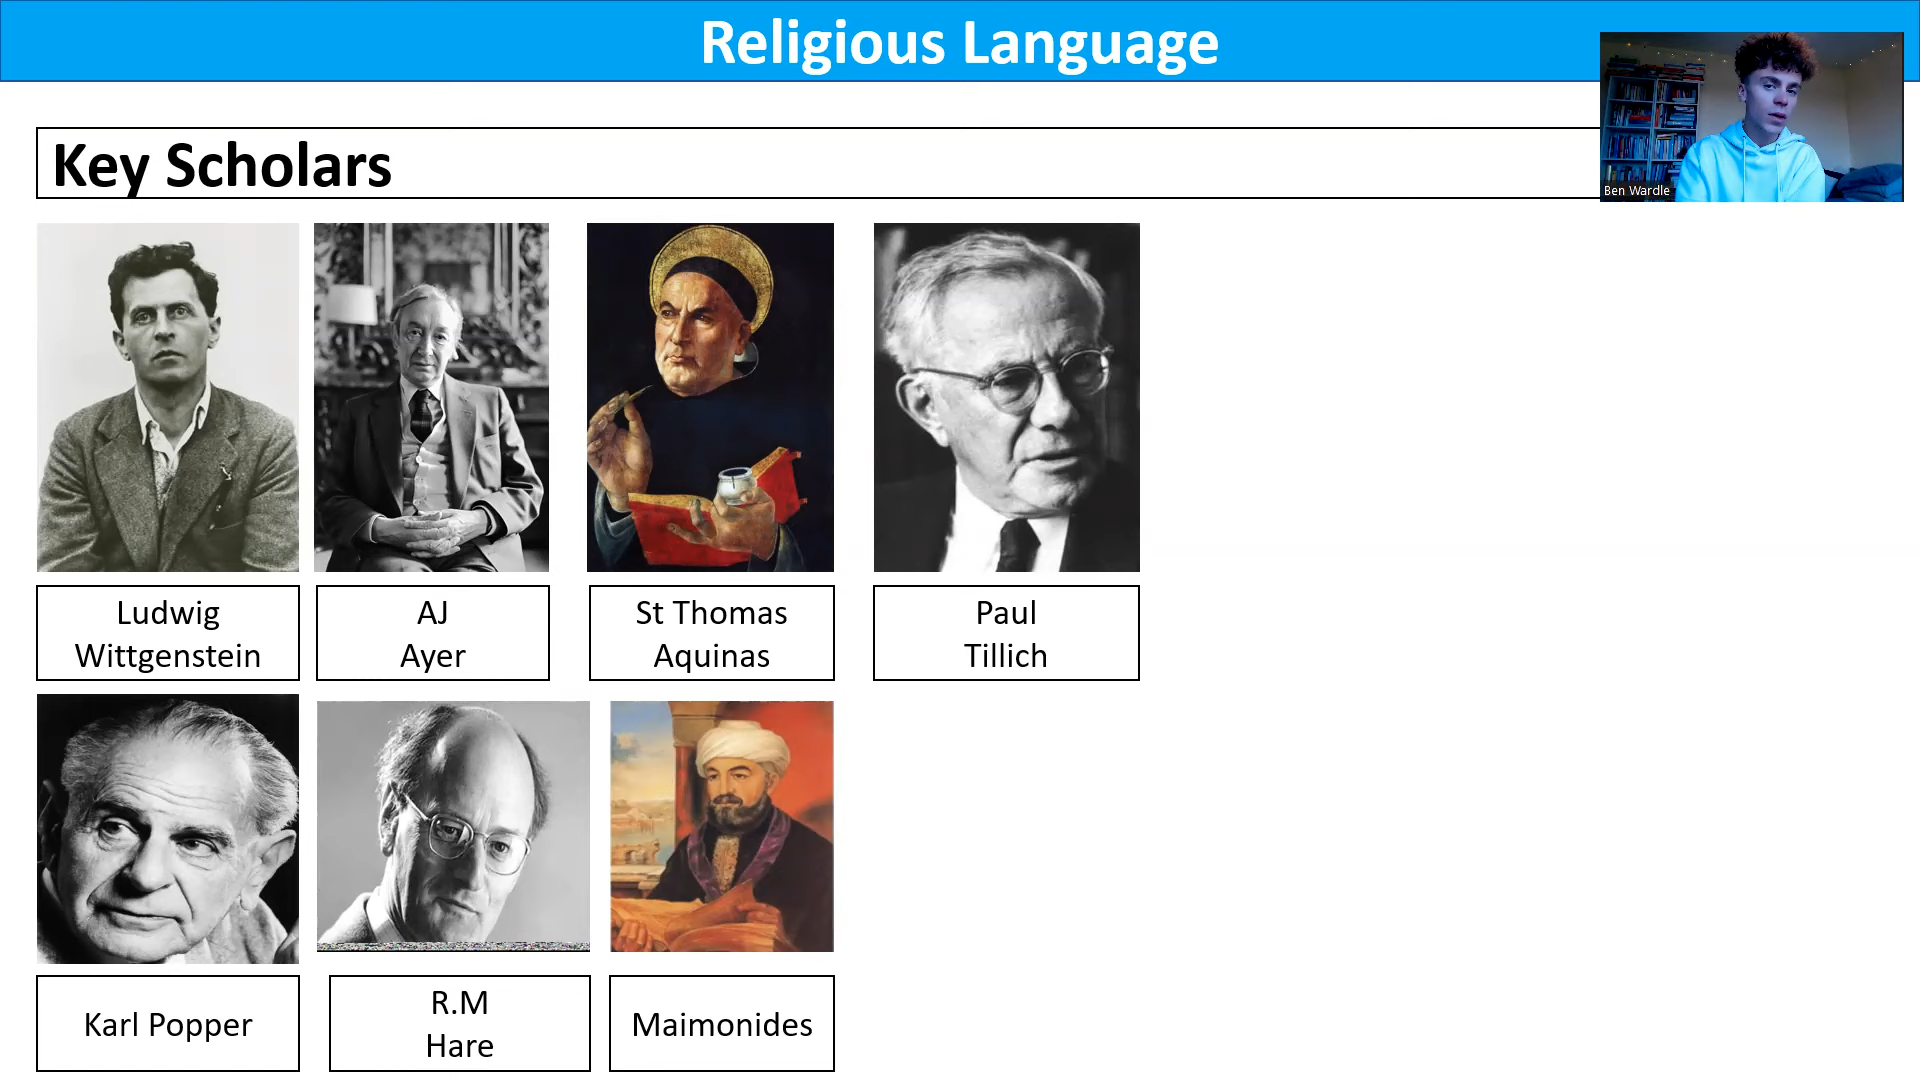 Religious Language
Ben Wardle
Key Scholars
Ludwig
Wittgenstein
AJ
Ayer
St Thomas
Aquinas
Paul
Tillich
Karl Popper
R.M
Hare
Maimonides